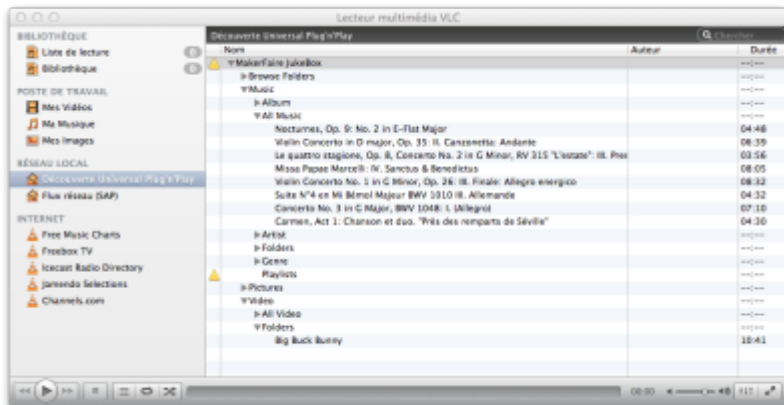 Lecteur multimédia VLC
BIBLIOTHÈQUE
Liste de lecture 0
Bibliothèque 0
POSTE DE TRAVAIL
Mes Vidéos
Ma Musique
Mes Images
RÉSEAU LOCAL
Découverte Universal Plug'n'Play
Flux réseau (SAP)
INTERNET
Free Music Charts
Freebox TV
Icecast Radio Directory
Jamendo Selections
Channels.com
Découverte Universal Plug'n'Play
Chercher
Nom Auteur Durée
MakerFaire JukeBox --:--
Browse Folders --:--
Music --:--
Album --:--
All Music --:--
Nocturnes, Op. 9: No. 2 in E-Flat Major 04:48
Violin Concerto in D major, Op. 35: II. Canzonetta: Andante 06:39
Le quattro stagione, Op. 8, Concerto No. 2 in G Minor, RV 315 "L'estate": III. Pres 03:56
Missa Papae Marcelli: IV. Sanctus & Benedictus 08:05
Violin Concerto No. 1 in G Minor, Op. 26: III. Finale: Allegro energico 08:32
Suite N°4 en Mi Bémol Majeur BWV 1010 III. Allemande 04:32
Concerto No. 3 in G Major, BWV 1048: I. (Allegro) 07:10
Carmen, Act 1: Chanson et duo. "Près des remparts de Séville" 04:30
Artist --:--
Folders --:--
Genre --:--
Playlists --:--
Pictures --:--
Video --:--
All Video --:--
Folders --:--
Big Buck Bunny 10:41
00:00